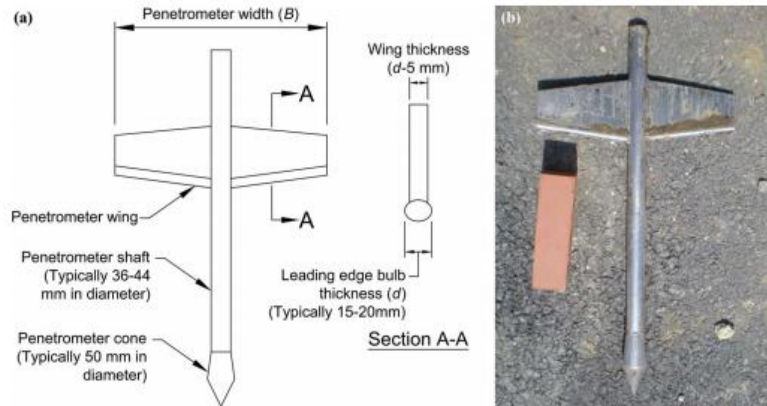 (a)
Penetrometer width (B)
A
A
Penetrometer wing
Penetrometer shaft
(Typically 36-44
mm in diameter)
Penetrometer cone
(Typically 50 mm in
diameter)
Wing thickness
(d-5 mm)
Leading edge bulb
thickness (d)
(Typically 15-20mm)
Section A-A
(b)